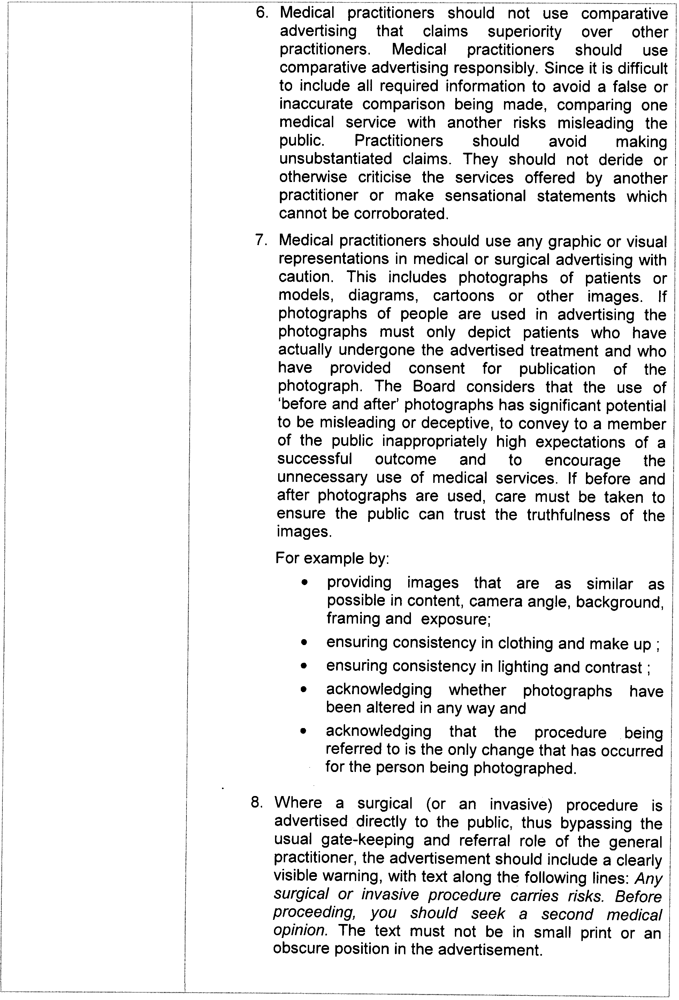 6. Medical practitioners should not use comparative
advertising that claims superiority over other
practitioners. Medical practitioners should use
comparative advertising responsibly. Since it is difficult
to include all required information to avoid a false or
inaccurate comparison being made, comparing one
medical service with another risks misleading the
public. Practitioners should avoid making
unsubstantiated claims. They should not deride or
otherwise criticise the services offered by another
practitioner or make sensational statements which
cannot be corroborated.
7. Medical practitioners should use any graphic or visual
representations in medical or surgical advertising with
caution. This includes photographs of patients or
models, diagrams, cartoons or other images. If
photographs of people are used in advertising the
photographs must only depict patients who have
actually undergone the advertised treatment and who
have provided consent for publication of the
photograph. The Board considers that the use of
‘before and after’ photographs has significant potential
to be misleading or deceptive, to convey to a member
of the public inappropriately high expectations of a
successful outcome and to encourage the
unnecessary use of medical services. If before and
after photographs are used, care must be taken to
ensure the public can trust the truthfulness of the
images.
For example by:
• providing images that are as similar as
possible in content, camera angle, background,
framing and exposure;
• ensuring consistency in clothing and make up ;
• ensuring consistency in lighting and contrast ;
• acknowledging whether photographs have
been altered in any way and
• acknowledging that the procedure being
referred to is the only change that has occurred
for the person being photographed.
8. Where a surgical (or an invasive) procedure is
advertised directly to the public, thus bypassing the
usual gate-keeping and referral role of the general
practitioner, the advertisement should include a clearly
visible warning, with text along the following lines: Any
surgical or invasive procedure carries risks. Before
proceeding, you should seek a second medical
opinion. The text must not be in small print or an
obscure position in the advertisement.